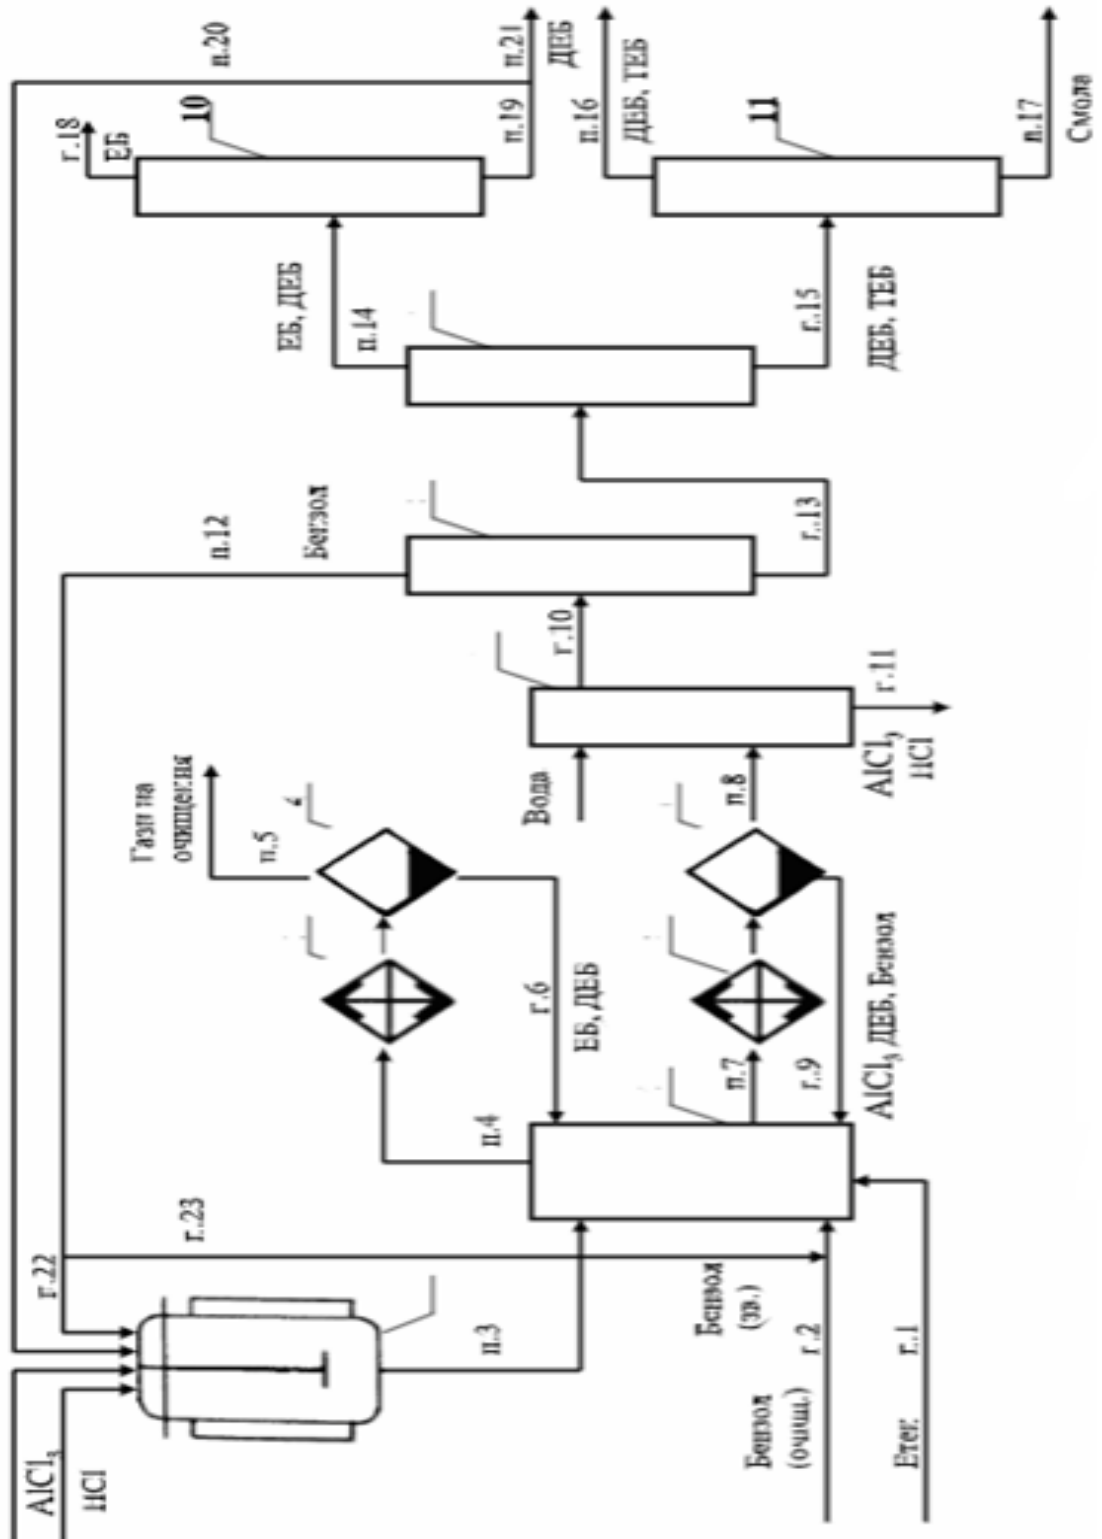 п.20
г.22
AlCl₃
HCl
г.18
ЕБ
п.12
Гази на
очищення
г.23
10
п.5
2
ЕБ, ДЕБ
Бензол
п.14
п.4
п.3
п.19
п.21
ДЕБ
г.10
Вода
г.6
ЕБ, ДЕБ
п.16
ДЕБ, ТЕБ
п.8
п.7
Бензол
(зв.)
11
г.13
г.15
г.9
г.2
Бензол
(очищ.)
ДЕБ, ТЕБ
г.11
AlCl₃
HCl
AlCl₃ ДЕБ, Бензол
г.1
Етен
п.17
Смола